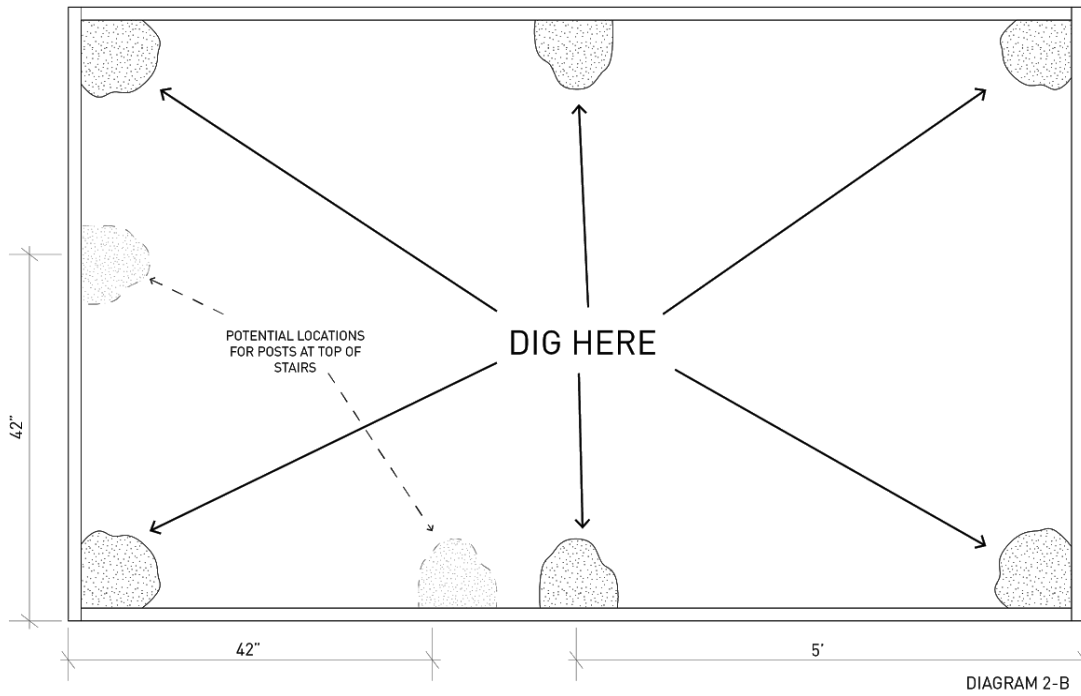 POTENTIAL LOCATIONS
FOR POSTS AT TOP OF
STAIRS
DIG HERE
42"
42"
5'
DIAGRAM 2-B